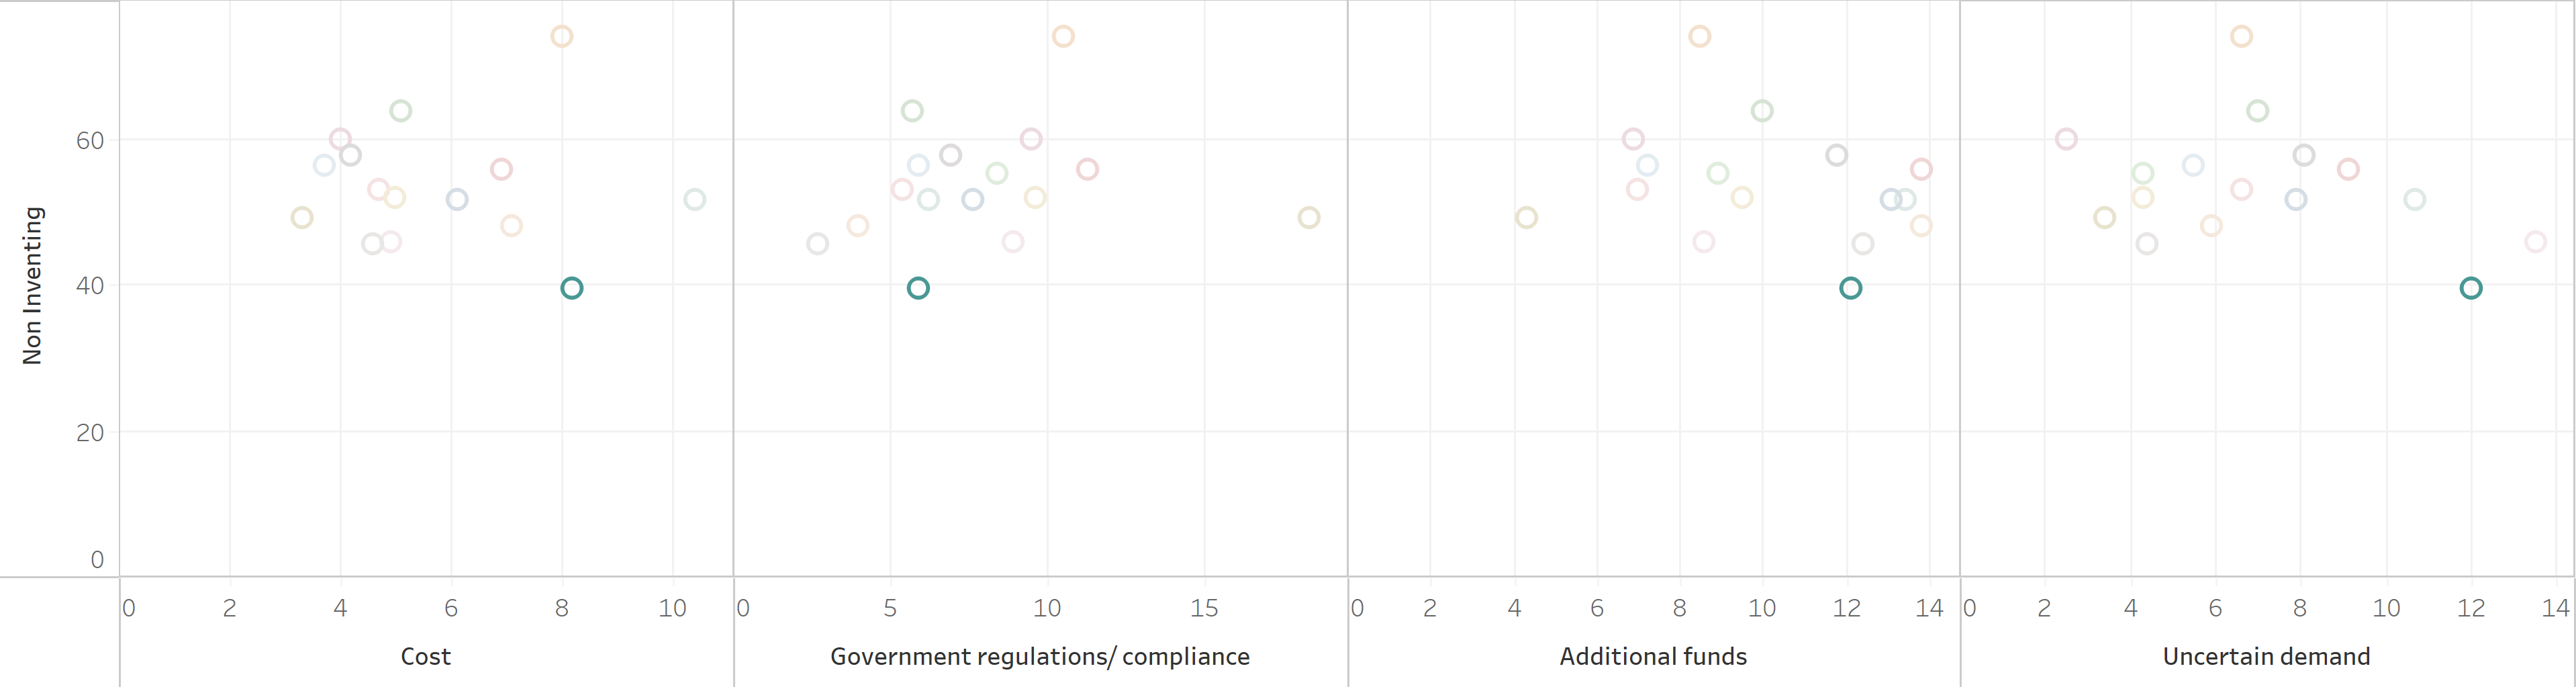 Non Inventing
60
40
20
0
0 2 4 6 8 10
0 5 10 15
0 2 4 6 8 10 12 14
0 2 4 6 8 10 12 14
Cost
Government regulations/ compliance
Additional funds
Uncertain demand